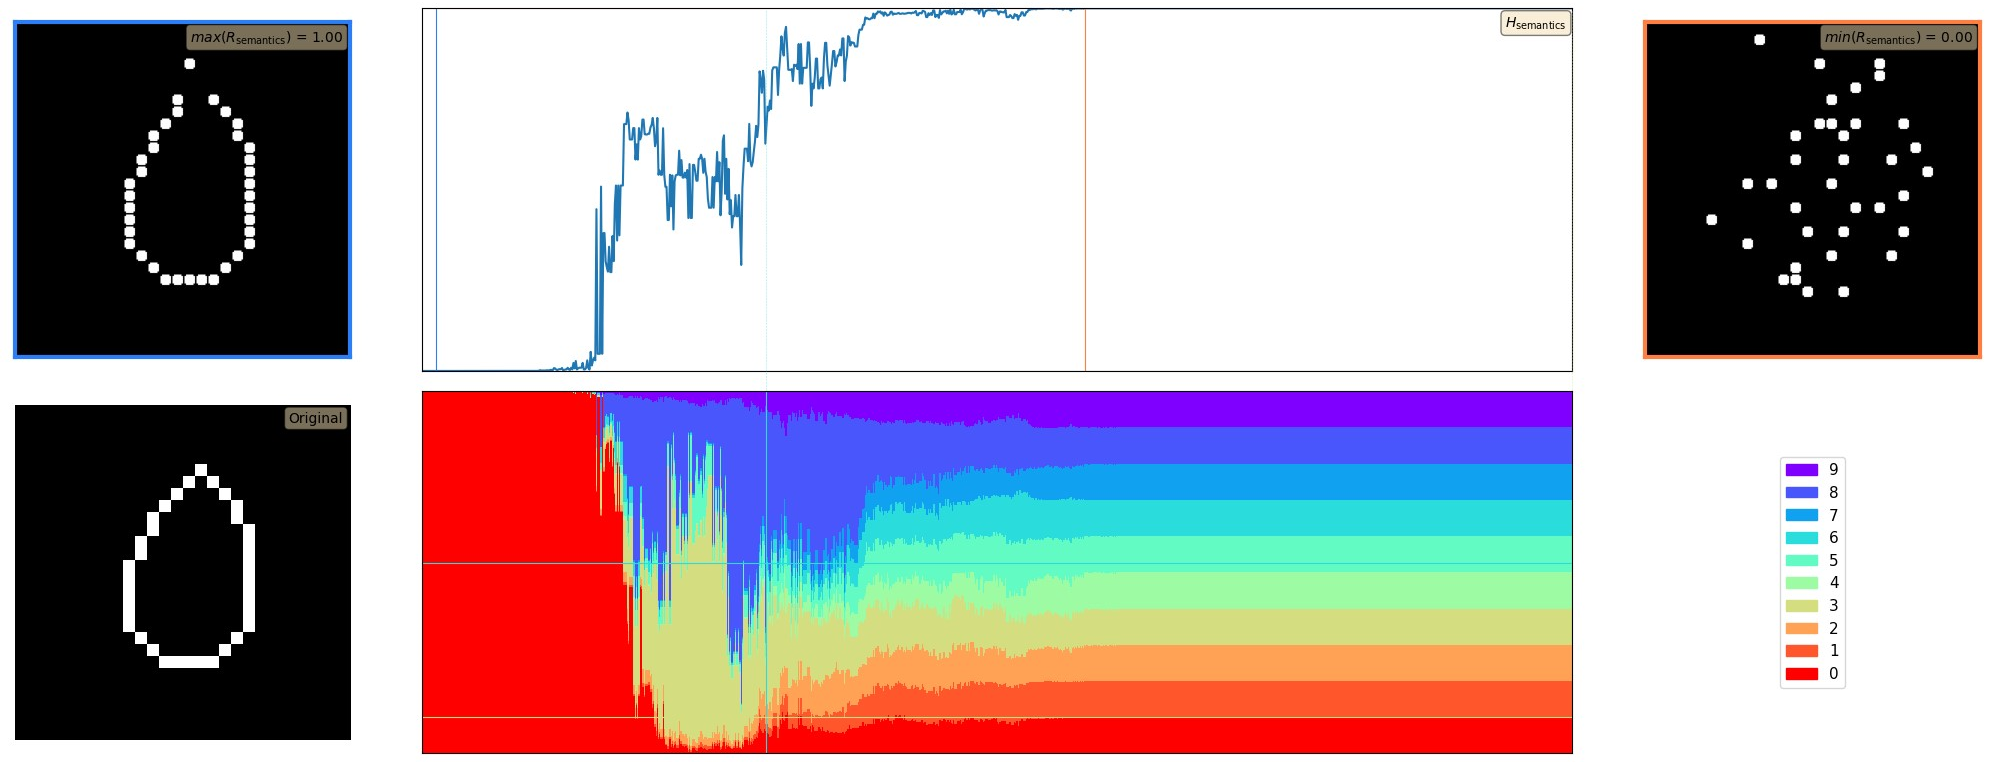 max(R_semantics) = 1.00
H_semantics
min(R_semantics) = 0.00
Original
9
8
7
6
5
4
3
2
1
0